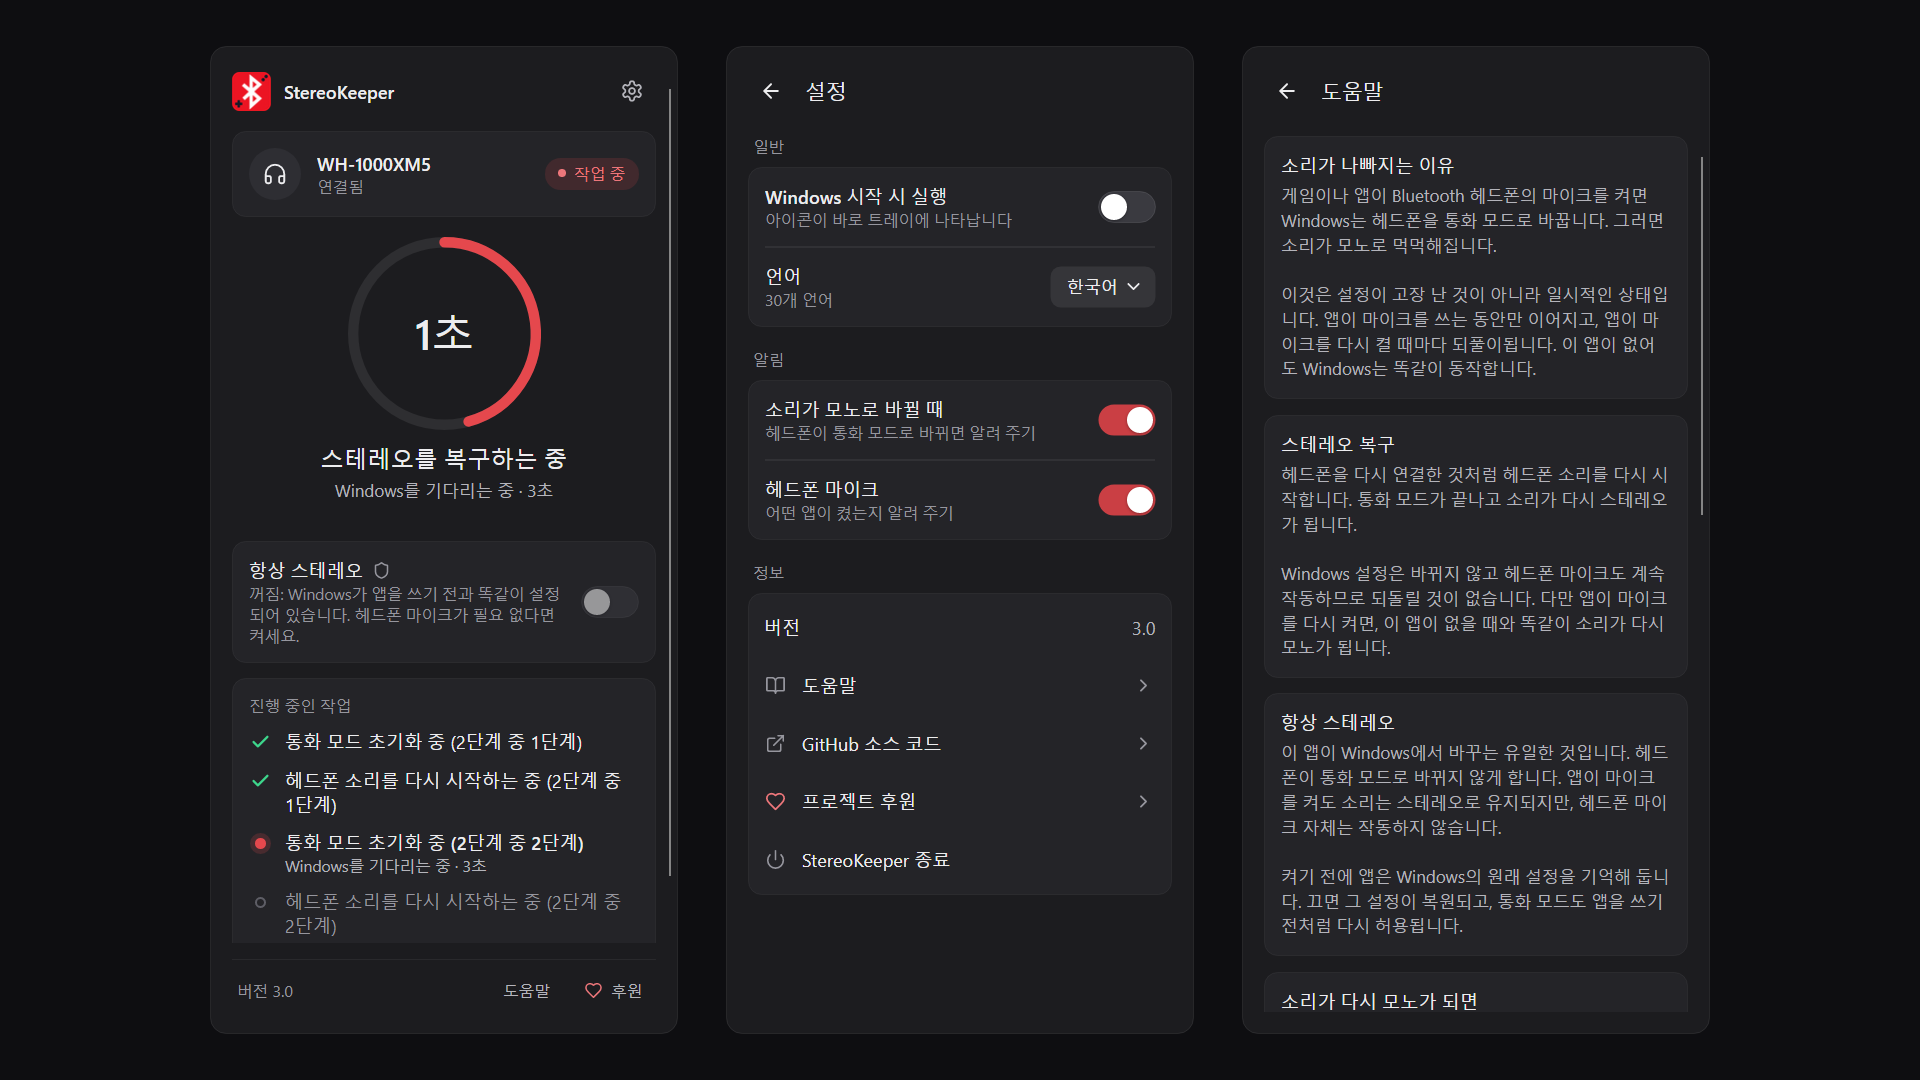 StereoKeeper
WH-1000XM5
연결됨
작업 중
1초
스테레오를 복구하는 중
Windows를 기다리는 중 · 3초
항상 스테레오
꺼짐: Windows가 앱을 쓰기 전과 똑같이 설정
되어 있습니다. 헤드폰 마이크가 필요 없다면
켜세요.
진행 중인 작업
통화 모드 초기화 중 (2단계 중 1단계)
헤드폰 소리를 다시 시작하는 중 (2단계 중
1단계)
통화 모드 초기화 중 (2단계 중 2단계)
Windows를 기다리는 중 · 3초
헤드폰 소리를 다시 시작하는 중 (2단계 중
2단계)
버전 3.0
도움말
후원
설정
일반
Windows 시작 시 실행
아이콘이 바로 트레이에 나타납니다
언어
30개 언어
한국어
알림
소리가 모노로 바뀔 때
헤드폰이 통화 모드로 바뀌면 알려 주기
헤드폰 마이크
어떤 앱이 켰는지 알려 주기
정보
버전
3.0
도움말
GitHub 소스 코드
프로젝트 후원
StereoKeeper 종료
도움말
소리가 나빠지는 이유
게임이나 앱이 Bluetooth 헤드폰의 마이크를 켜면
Windows는 헤드폰을 통화 모드로 바꿉니다. 그러면
소리가 모노로 먹먹해집니다.
이것은 설정이 고장 난 것이 아니라 일시적인 상태입
니다. 앱이 마이크를 쓰는 동안만 이어지고, 앱이 마
이크를 다시 켤 때마다 되풀이됩니다. 이 앱이 없어
도 Windows는 똑같이 동작합니다.
스테레오 복구
헤드폰을 다시 연결한 것처럼 헤드폰 소리를 다시 시
작합니다. 통화 모드가 끝나고 소리가 다시 스테레오
가 됩니다.
Windows 설정은 바뀌지 않고 헤드폰 마이크도 계속
작동하므로 되돌릴 것이 없습니다. 다만 앱이 마이크
를 다시 켜면, 이 앱이 없을 때와 똑같이 소리가 다시
모노가 됩니다.
항상 스테레오
이 앱이 Windows에서 바꾸는 유일한 것입니다. 헤드
폰이 통화 모드로 바뀌지 않게 합니다. 앱이 마이크
를 켜도 소리는 스테레오로 유지되지만, 헤드폰 마이
크 자체는 작동하지 않습니다.
켜기 전에 앱은 Windows의 원래 설정을 기억해 둡니
다. 끄면 그 설정이 복원되고, 통화 모드도 앱을 쓰기
전처럼 다시 허용됩니다.
소리가 다시 모노가 되면